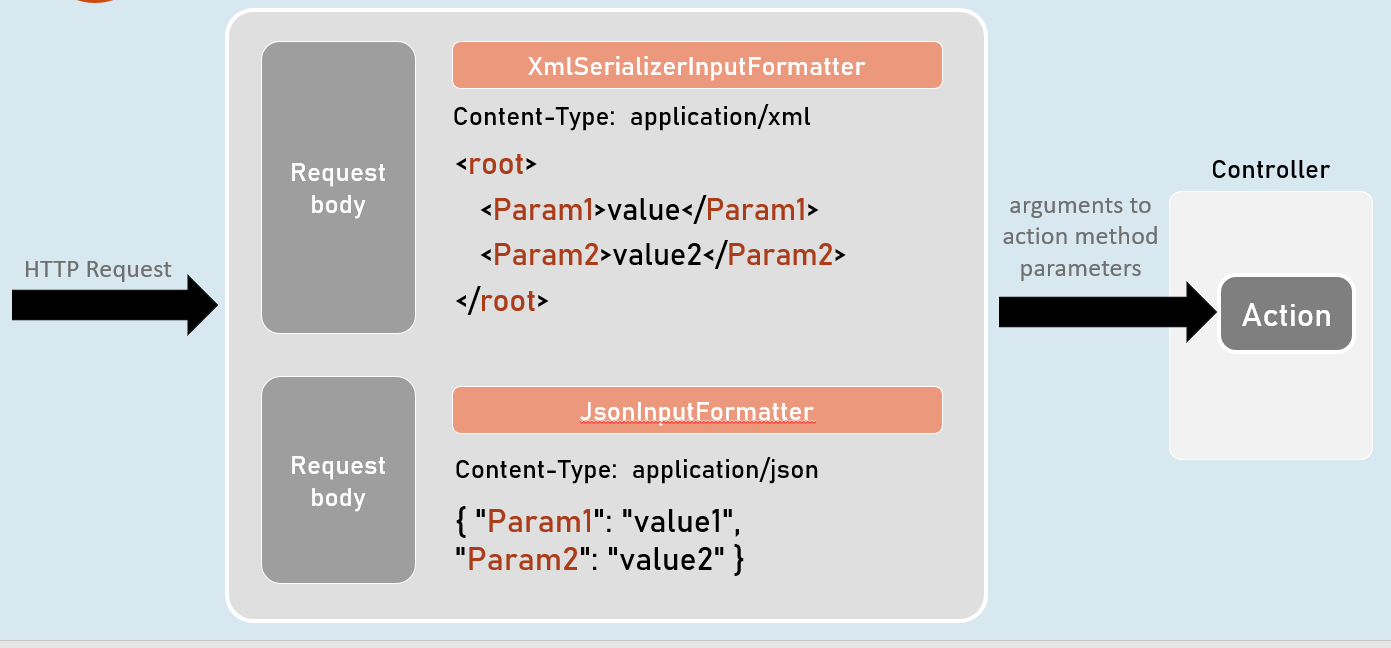 HTTP Request
Request
body
XmlSerializerInputFormatter
Content-Type: application/xml
<root>
<Param1>value</Param1>
<Param2>value2</Param2>
</root>
Request
body
JsonInputFormatter
Content-Type: application/json
{ "Param1": "value1",
"Param2": "value2" }
arguments to
action method
parameters
Controller
Action